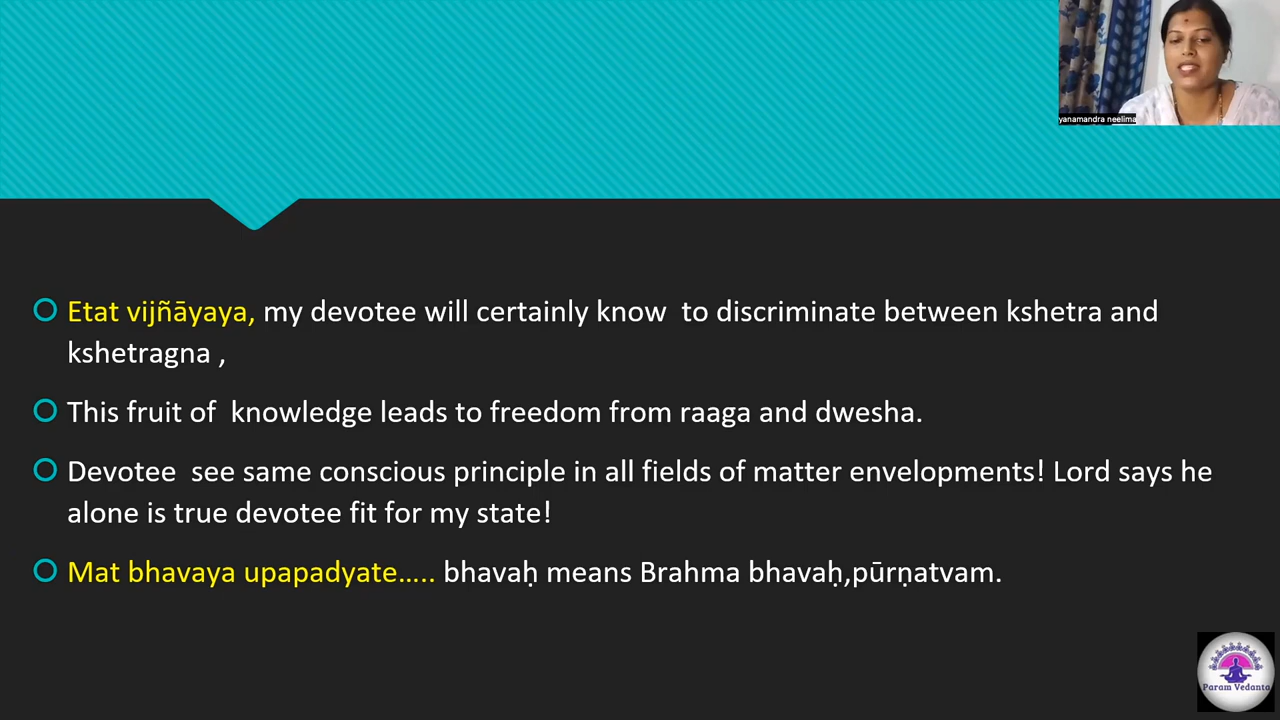 yanamandra neelima
Etat vijñāyaya, my devotee will certainly know to discriminate between kshetra and
kshetragna ,
This fruit of knowledge leads to freedom from raaga and dwesha.
Devotee see same conscious principle in all fields of matter envelopments! Lord says he
alone is true devotee fit for my state!
Mat bhavaya upapadyate….. bhavaḥ means Brahma bhavaḥ,pūrṇatvam.
Param Vedanta